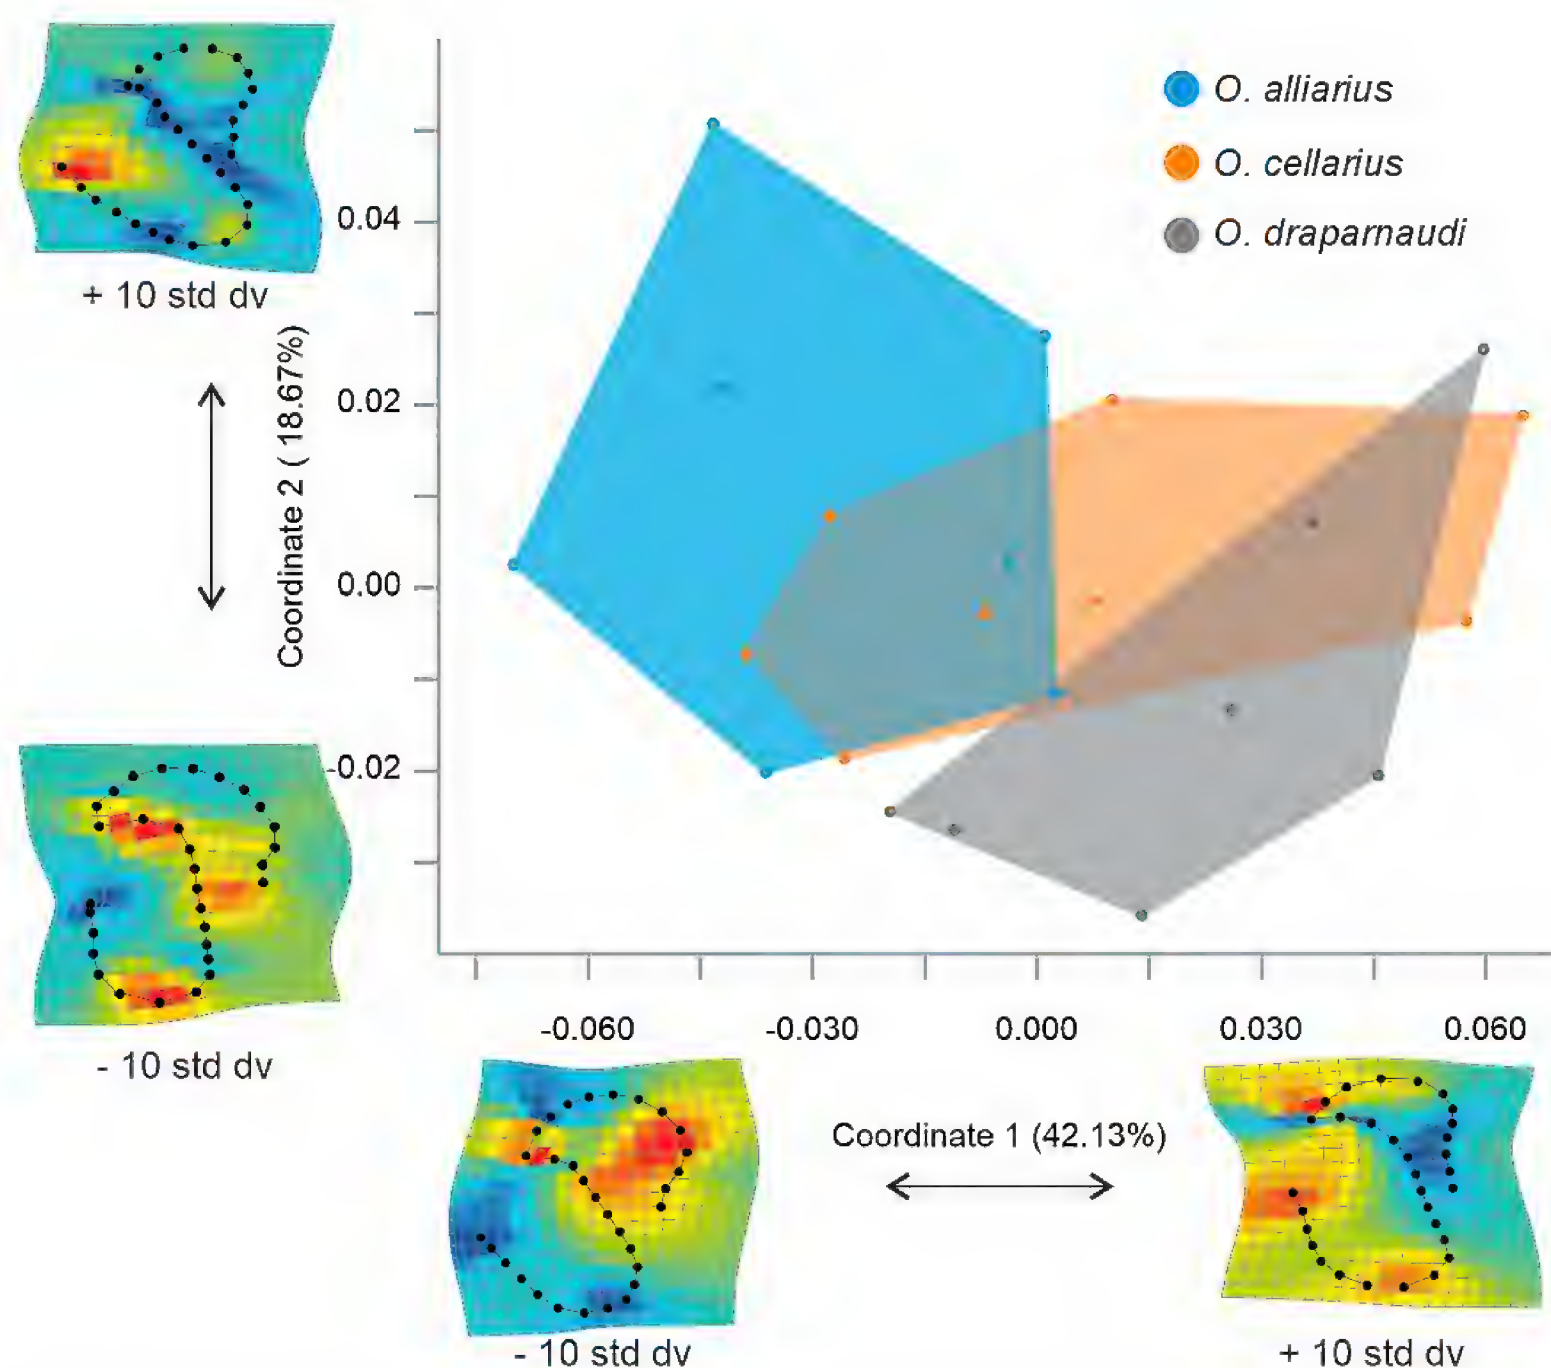 O. alliarius
O. cellarius
O. draparnaudi
+ 10 std dv
Coordinate 2 ( 18.67%)
0.04
0.02
0.00
-0.02
- 10 std dv
-0.060 -0.030 0.000 0.030 0.060
Coordinate 1 (42.13%)
- 10 std dv
+ 10 std dv